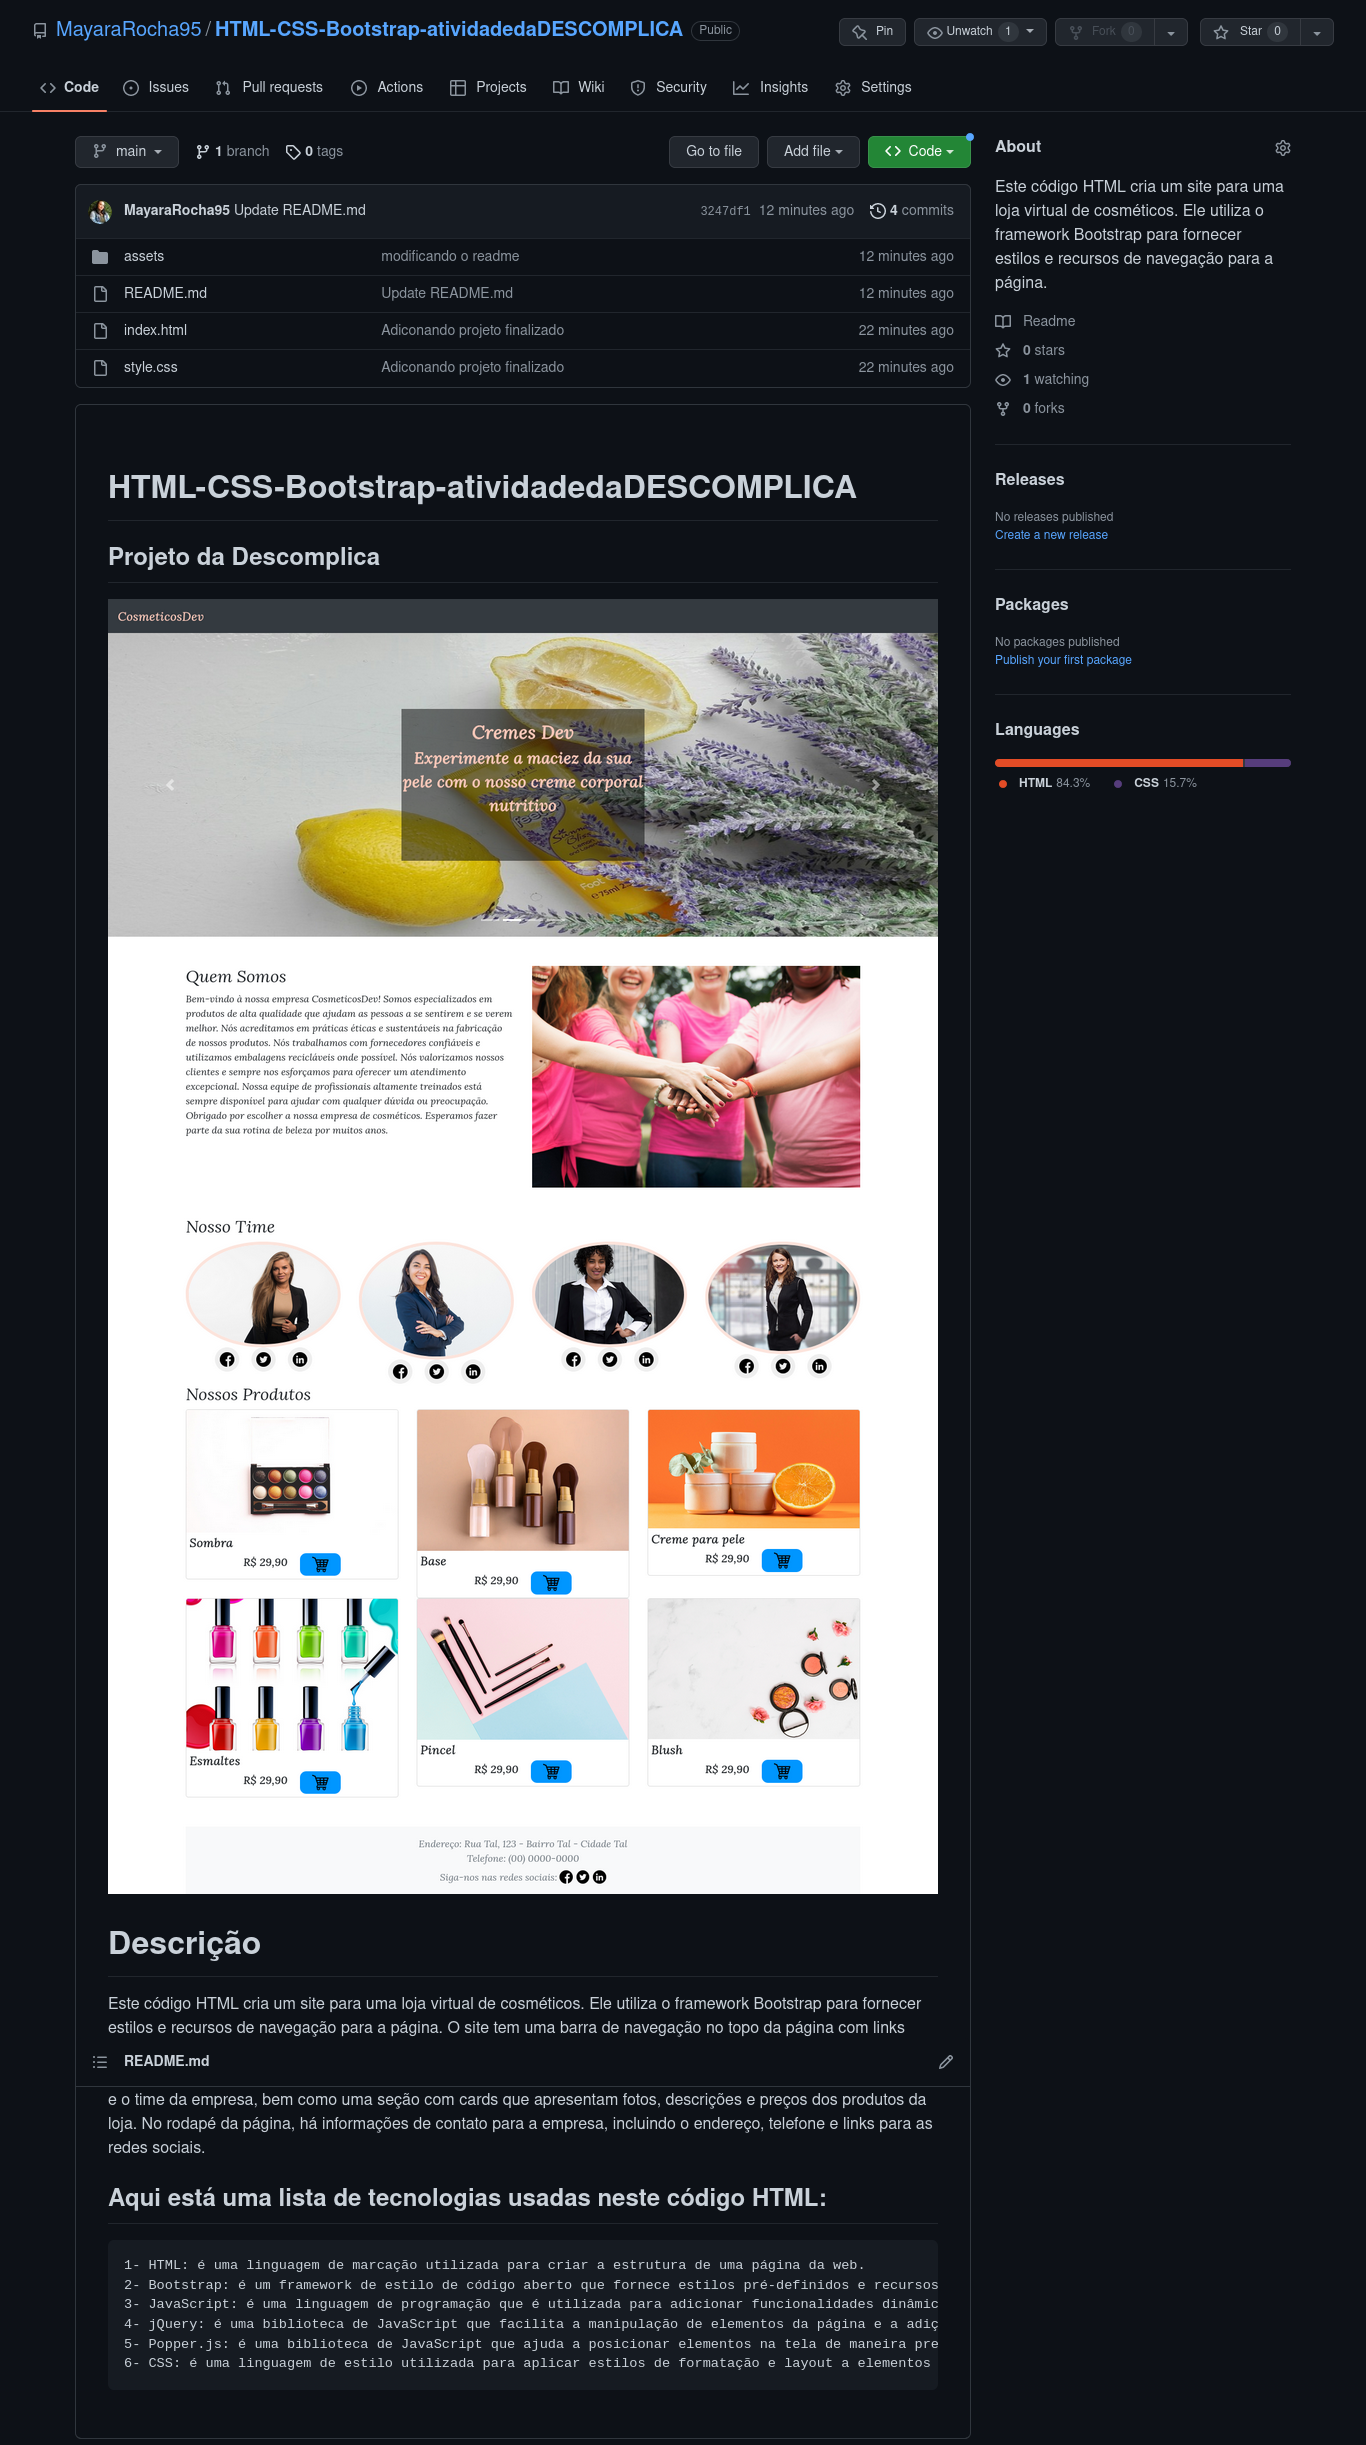 MayaraRocha95 / HTML-CSS-Bootstrap-atividadedaDESCOMPLICA Public
Pin Unwatch 1 Fork 0 Star 0
Code Issues Pull requests Actions Projects Wiki Security Insights Settings
main 1 branch 0 tags Go to file Add file Code
MayaraRocha95 Update README.md 3247df1 12 minutes ago 4 commits
assets modificando o readme 12 minutes ago
README.md Update README.md 12 minutes ago
index.html Adiconando projeto finalizado 22 minutes ago
style.css Adiconando projeto finalizado 22 minutes ago
About
Este código HTML cria um site para uma
loja virtual de cosméticos. Ele utiliza o
framework Bootstrap para fornecer
estilos e recursos de navegação para a
página.
Readme
0 stars
1 watching
0 forks
Releases
No releases published
Create a new release
Packages
No packages published
Publish your first package
Languages
HTML 84.3% CSS 15.7%
HTML-CSS-Bootstrap-atividadedaDESCOMPLICA
Projeto da Descomplica
CosmeticosDev
Cremes Dev
Experimente a maciez da sua
pele com o nosso creme corporal
nutritivo
Foot
℮75ml
Quem Somos
Bem-vindo à nossa empresa CosmeticosDev! Somos especializados em
produtos de alta qualidade que ajudam as pessoas a se sentirem e se verem
melhor. Nós acreditamos em práticas éticas e sustentáveis na fabricação
de nossos produtos. Nós trabalhamos com fornecedores confiáveis e
utilizamos embalagens recicláveis onde possível. Nós valorizamos nossos
clientes e sempre nos esforçamos para oferecer um atendimento
excepcional. Nossa equipe de profissionais altamente treinados está
sempre disponível para ajudar com qualquer dúvida ou preocupação.
Obrigado por escolher a nossa empresa de cosméticos. Esperamos fazer
parte da sua rotina de beleza por muitos anos.
Nosso Time
Nossos Produtos
Sombra
R$ 29,90
Base
R$ 29,90
Creme para pele
R$ 29,90
Esmaltes
R$ 29,90
Pincel
R$ 29,90
Blush
R$ 29,90
Endereço: Rua Tal, 123 - Bairro Tal - Cidade Tal
Telefone: (00) 0000-0000
Siga-nos nas redes sociais:
Descrição
Este código HTML cria um site para uma loja virtual de cosméticos. Ele utiliza o framework Bootstrap para fornecer
estilos e recursos de navegação para a página. O site tem uma barra de navegação no topo da página com links
README.md
e o time da empresa, bem como uma seção com cards que apresentam fotos, descrições e preços dos produtos da
loja. No rodapé da página, há informações de contato para a empresa, incluindo o endereço, telefone e links para as
redes sociais.
Aqui está uma lista de tecnologias usadas neste código HTML:
1- HTML: é uma linguagem de marcação utilizada para criar a estrutura de uma página da web.
2- Bootstrap: é um framework de estilo de código aberto que fornece estilos pré-definidos e recursos
3- JavaScript: é uma linguagem de programação que é utilizada para adicionar funcionalidades dinâmic
4- jQuery: é uma biblioteca de JavaScript que facilita a manipulação de elementos da página e a adiç
5- Popper.js: é uma biblioteca de JavaScript que ajuda a posicionar elementos na tela de maneira pre
6- CSS: é uma linguagem de estilo utilizada para aplicar estilos de formatação e layout a elementos